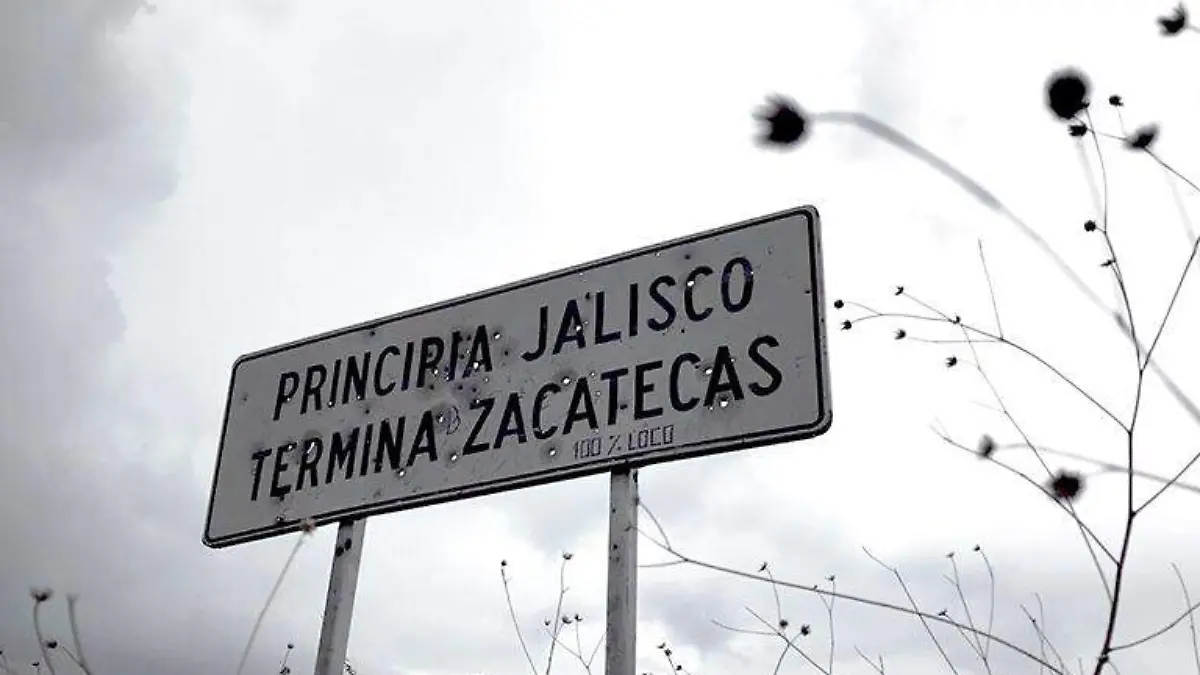 PRINCIPIA JALISCO
TERMINA ZACATECAS
100 % LOCO